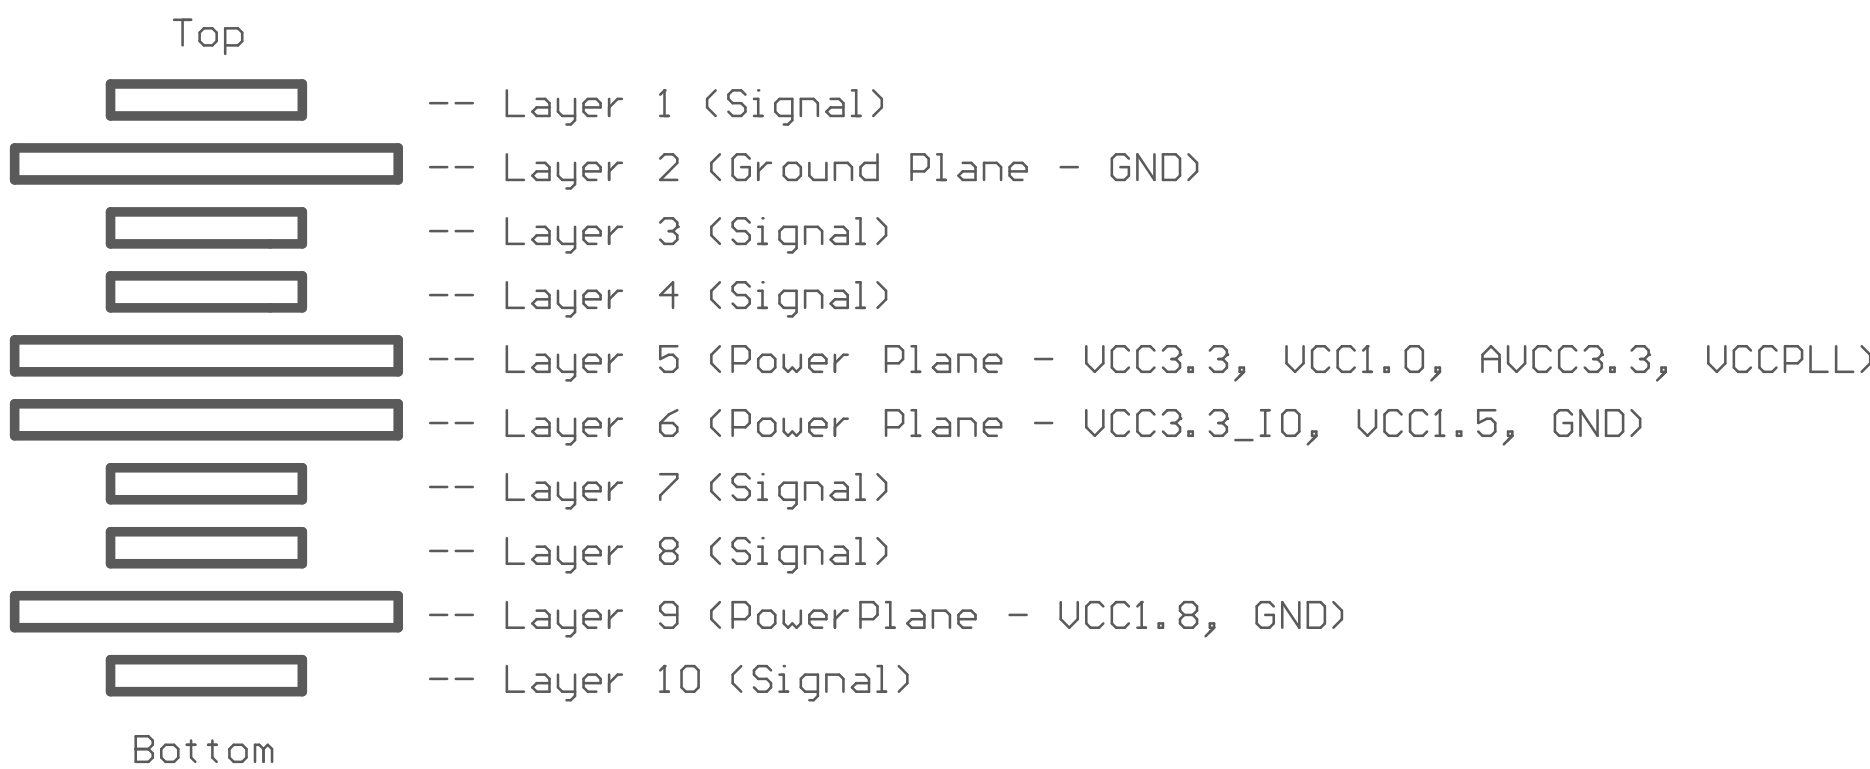 Top
-- Layer 1 (Signal)
-- Layer 2 (Ground Plane - GND)
-- Layer 3 (Signal)
-- Layer 4 (Signal)
-- Layer 5 (Power Plane - VCC3.3, VCC1.0, AVCC3.3, VCCPLL)
-- Layer 6 (Power Plane - VCC3.3_IO, VCC1.5, GND)
-- Layer 7 (Signal)
-- Layer 8 (Signal)
-- Layer 9 (PowerPlane - VCC1.8, GND)
-- Layer 10 (Signal)
Bottom